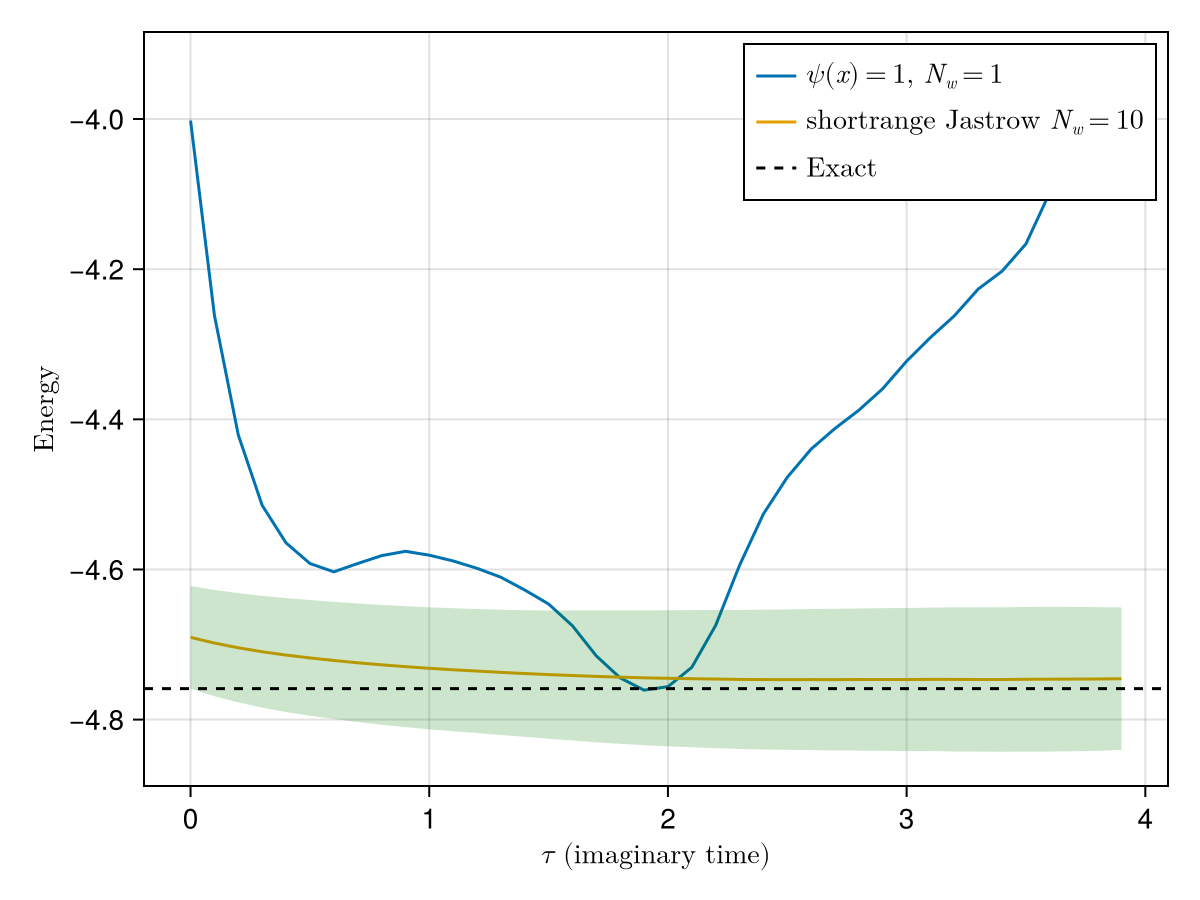 ψ(x) = 1, N_w = 1
shortrange Jastrow N_w = 10
Exact
Energy
−4.0
−4.2
−4.4
−4.6
−4.8
0 1 2 3 4
τ (imaginary time)